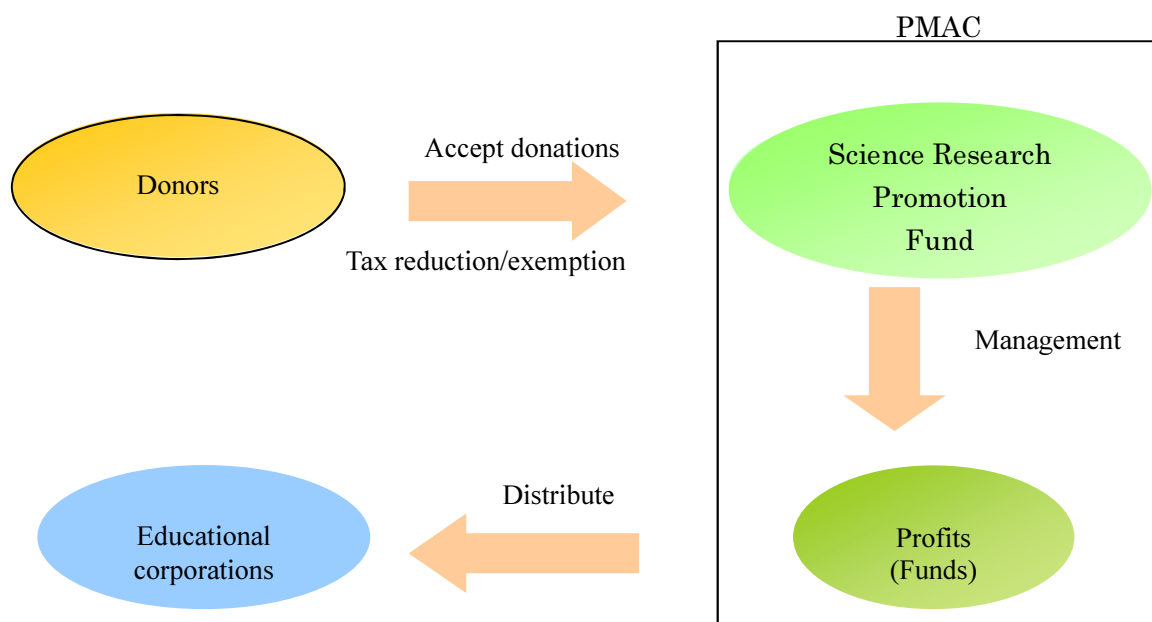 PMAC
Donors
Accept donations
Tax reduction/exemption
Science Research
Promotion
Fund
Management
Educational
corporations
Distribute
Profits
(Funds)